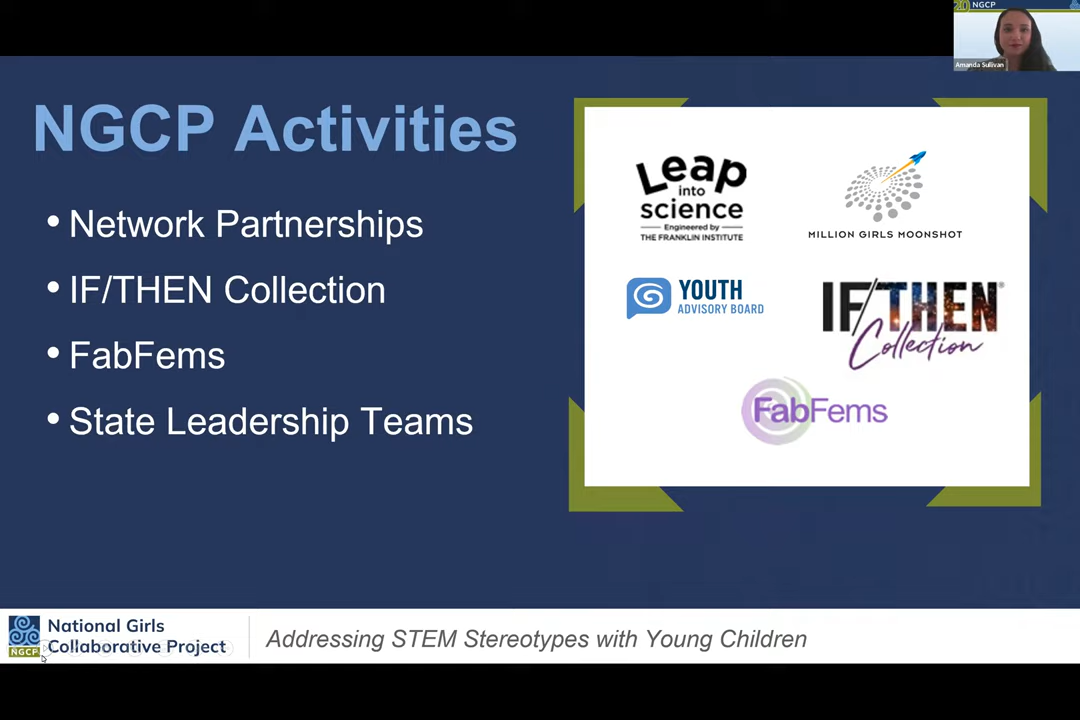 NGCP
Amanda Sullivan
NGCP Activities
• Network Partnerships
• IF/THEN Collection
• FabFems
• State Leadership Teams
Leap
into
science
Engineered by
THE FRANKLIN INSTITUTE
MILLION GIRLS MOONSHOT
YOUTH
ADVISORY BOARD
IF/THEN®
Collection
FabFems
NGCP
National Girls
Collaborative Project
Addressing STEM Stereotypes with Young Children